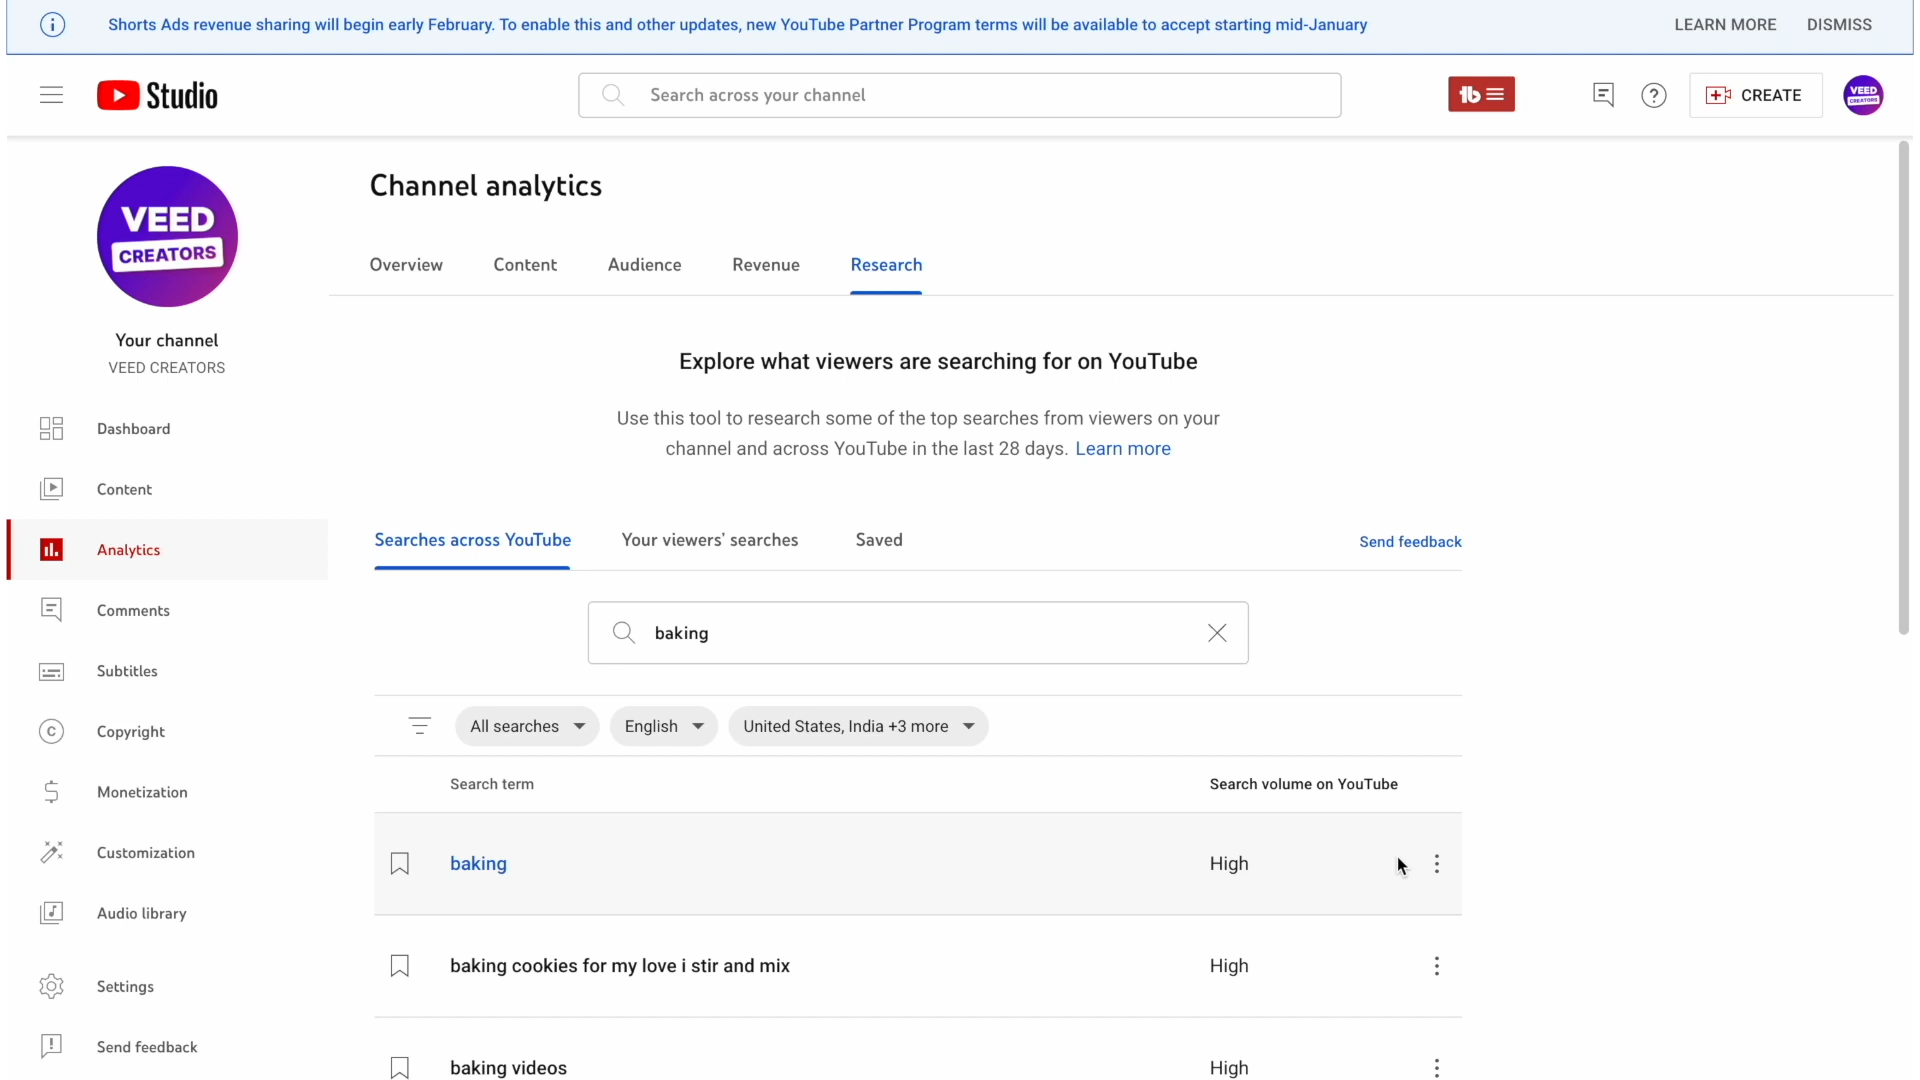 Shorts Ads revenue sharing will begin early February. To enable this and other updates, new YouTube Partner Program terms will be available to accept starting mid-January
LEARN MORE
DISMISS
Studio
Search across your channel
tb
CREATE
VEED
CREATORS
VEED
CREATORS
Your channel
VEED CREATORS
Dashboard
Content
Analytics
Comments
Subtitles
Copyright
Monetization
Customization
Audio library
Settings
Send feedback
Channel analytics
Overview
Content
Audience
Revenue
Research
Explore what viewers are searching for on YouTube
Use this tool to research some of the top searches from viewers on your
channel and across YouTube in the last 28 days. Learn more
Searches across YouTube
Your viewers' searches
Saved
Send feedback
baking
All searches
English
United States, India +3 more
Search term
Search volume on YouTube
baking
High
baking cookies for my love i stir and mix
High
baking videos
High